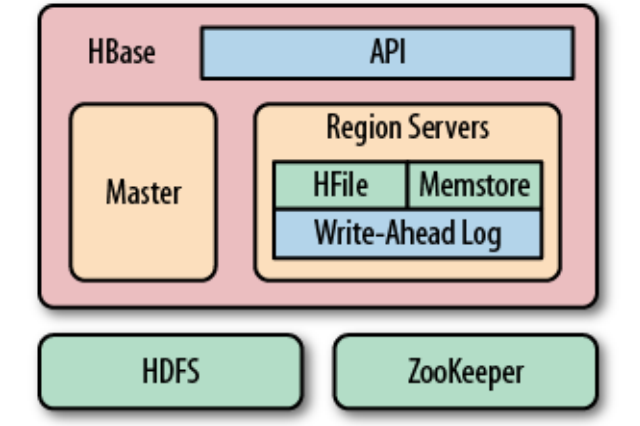 HBase
API
Master
Region Servers
HFile
Memstore
Write-Ahead Log
HDFS
ZooKeeper